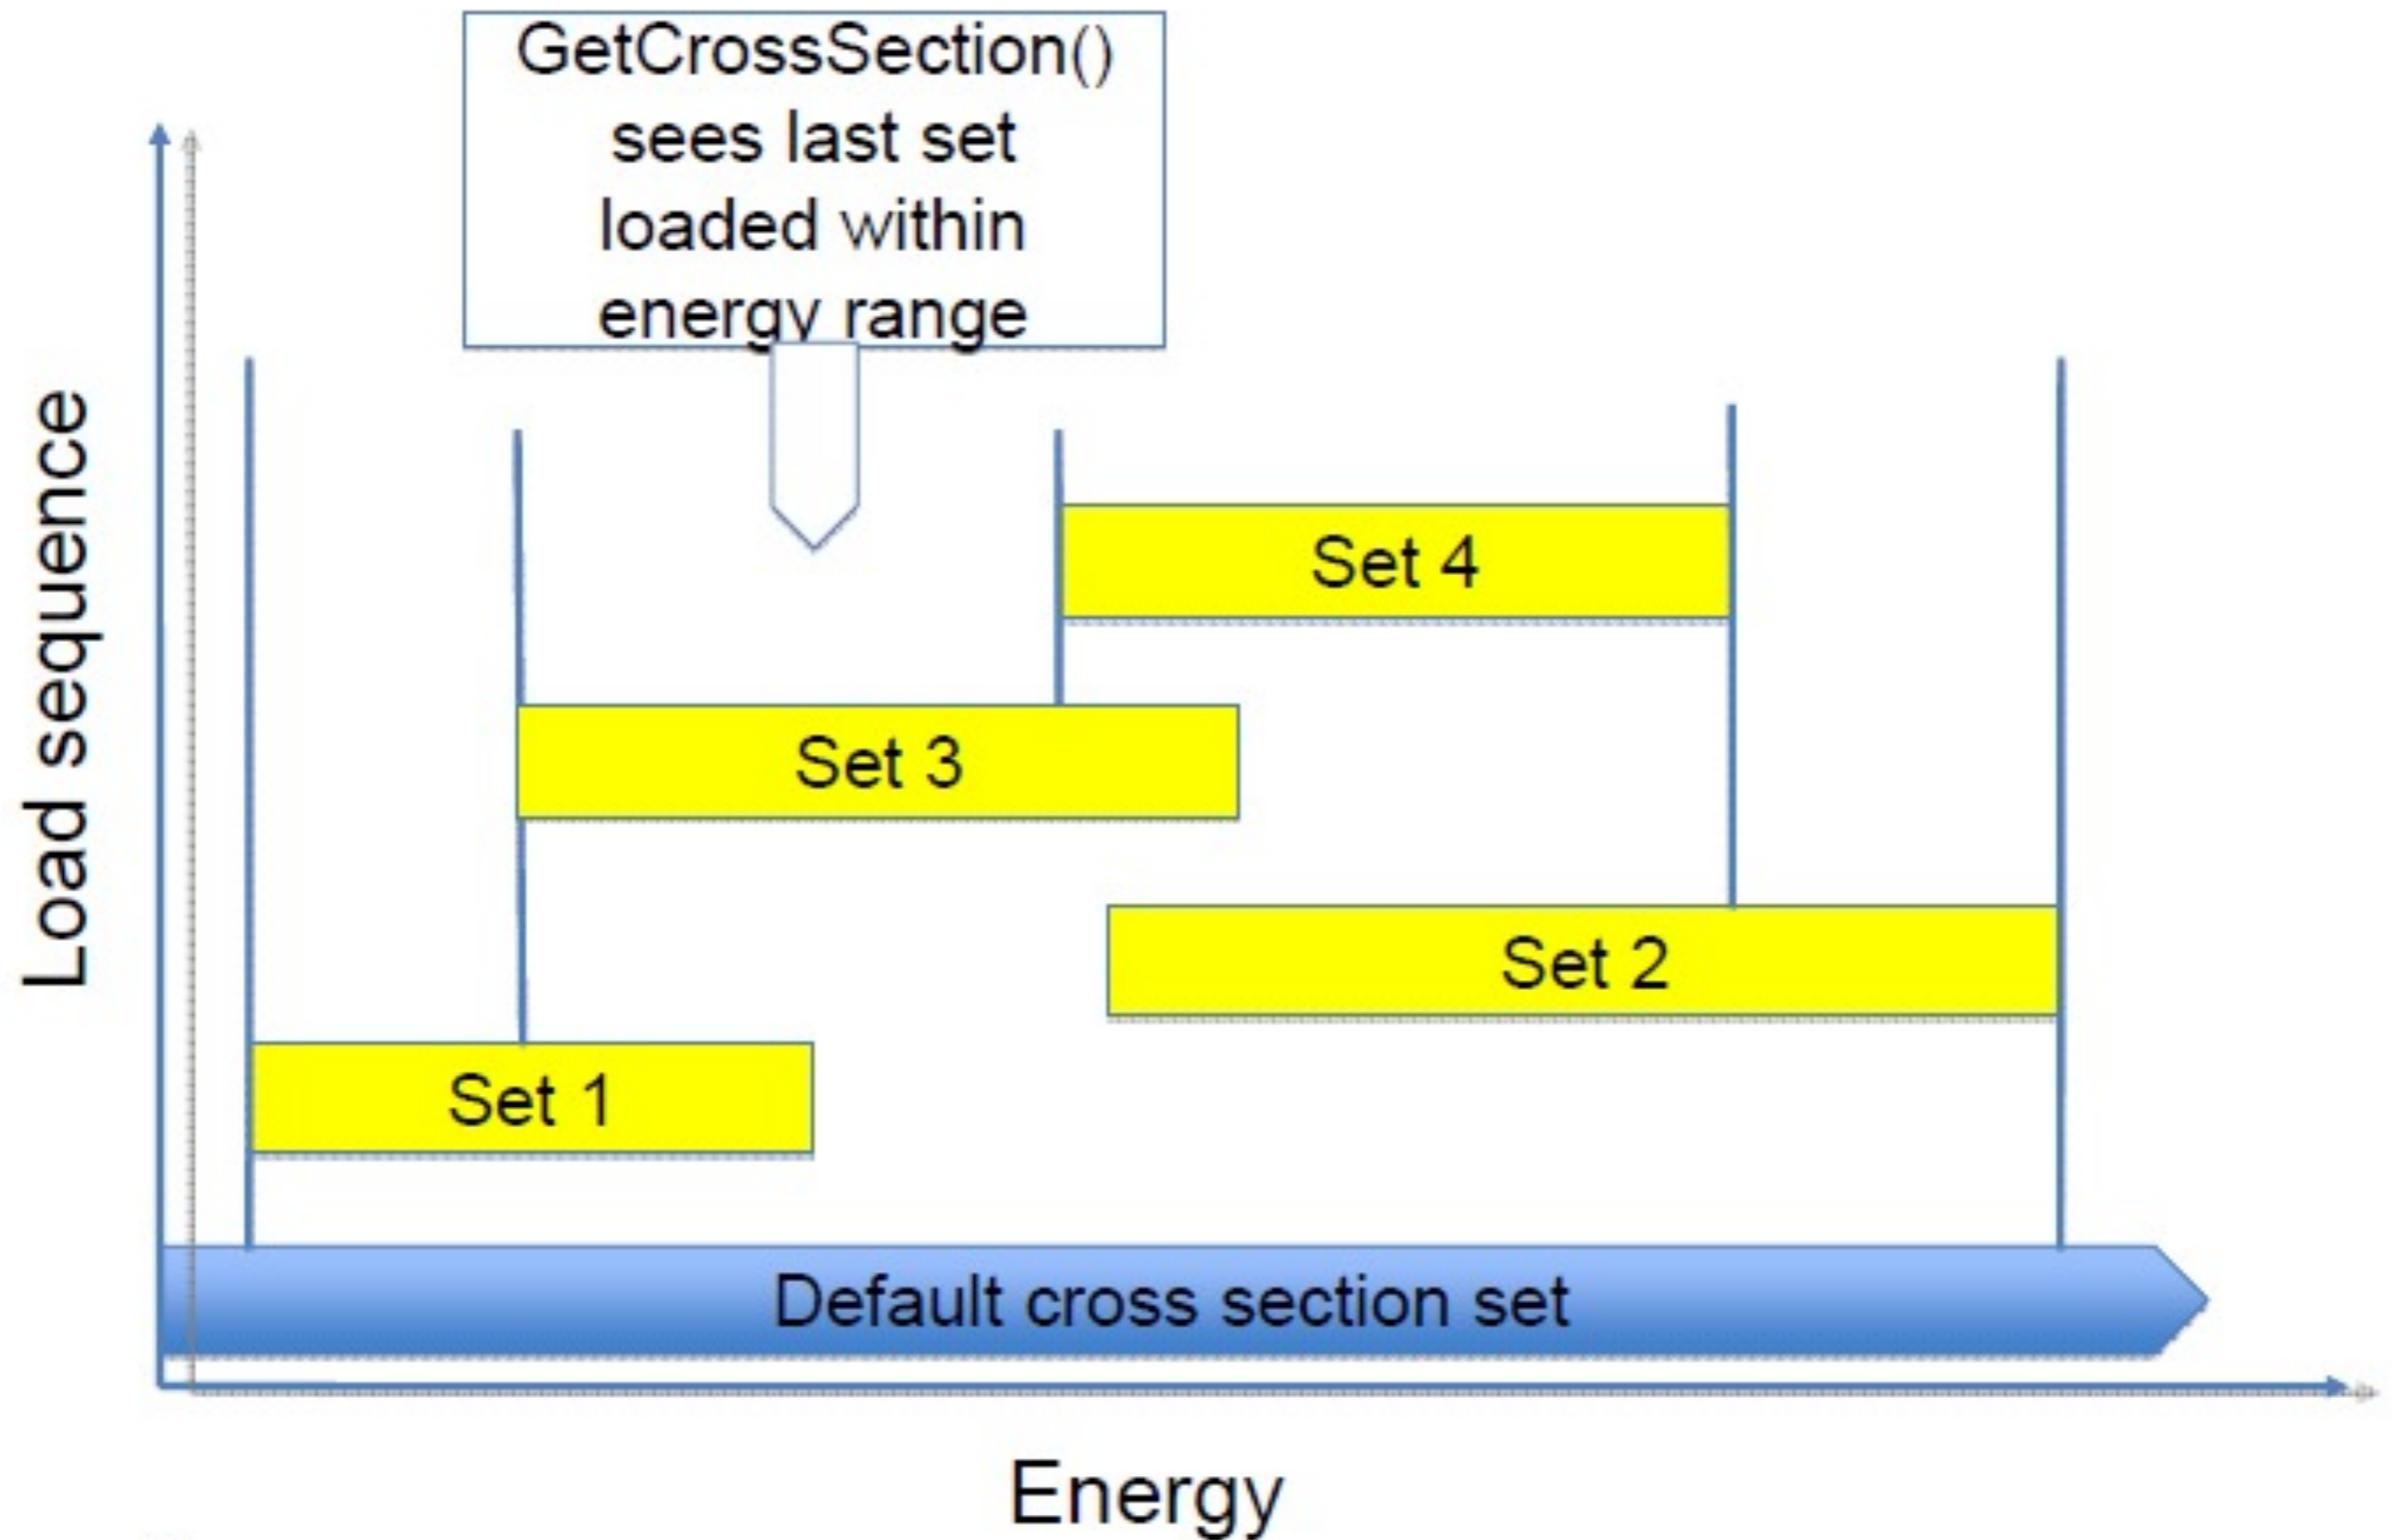 GetCrossSection()
sees last set
loaded within
energy range
Load sequence
Set 4
Set 3
Set 2
Set 1
Default cross section set
Energy